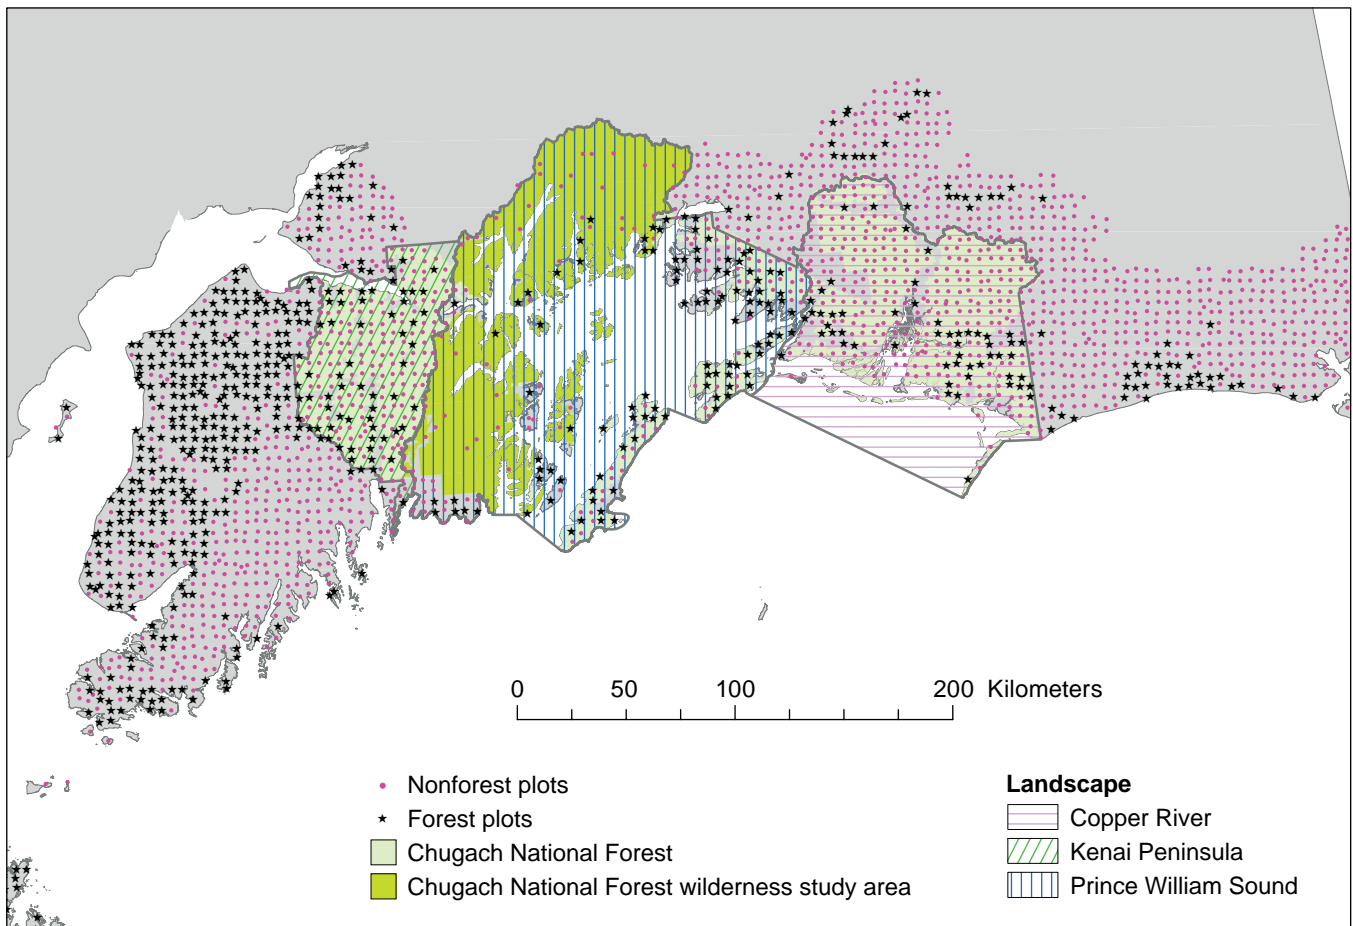 0 50 100 200 Kilometers
Nonforest plots
Forest plots
Chugach National Forest
Chugach National Forest wilderness study area
Landscape
Copper River
Kenai Peninsula
Prince William Sound